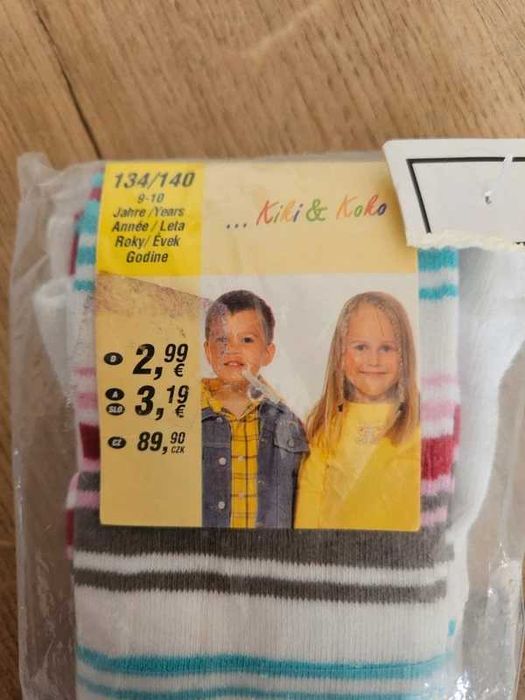 134/140
9-10
Jahre/Years
Année/Leta
Roky/Évek
Godine
... Kiki & Koko
D 2,99 €
A SLO 3,19 €
CZ 89,90 CZK